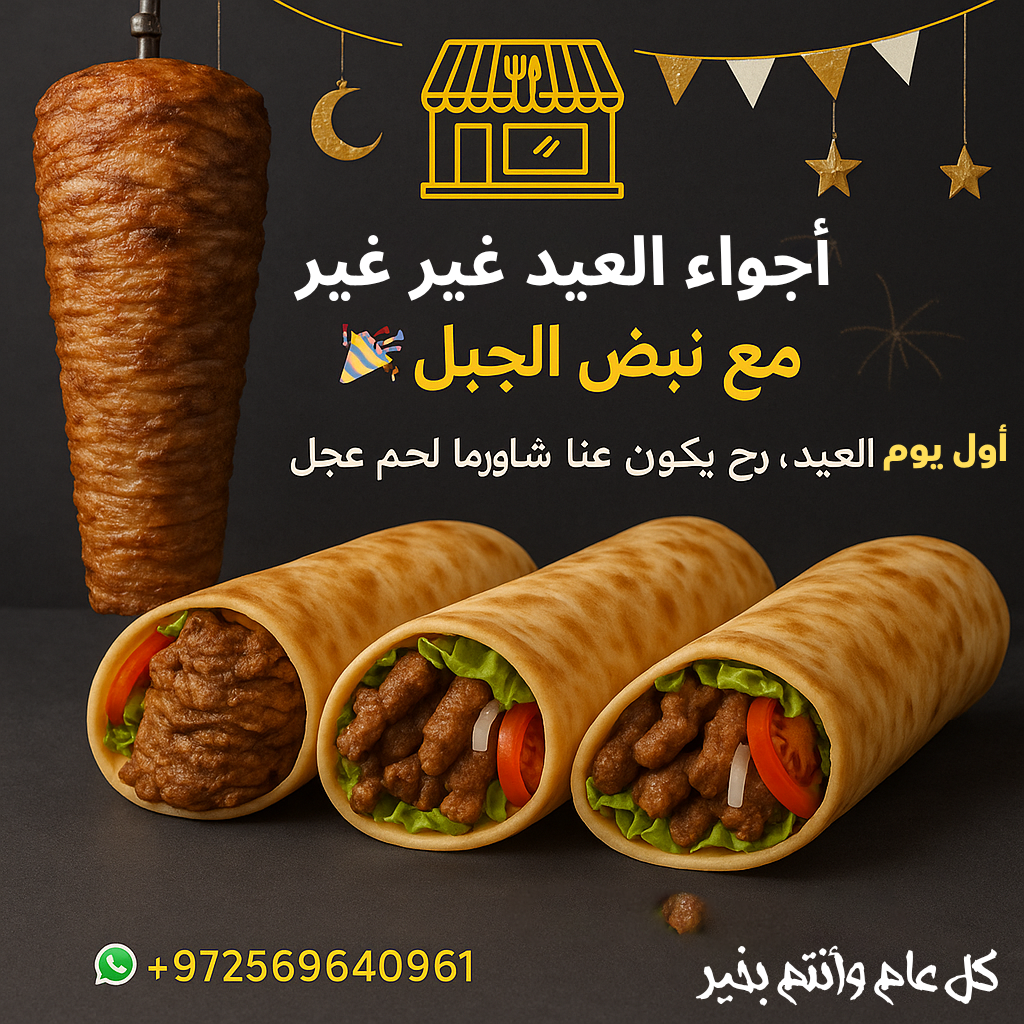 أجواء العيد غير غير
مع نبض الجبل 🎉
أول يوم العيد، رح يكون عنا شاورما لحم عجل
+972569640961
كل عام وأنتم بخير